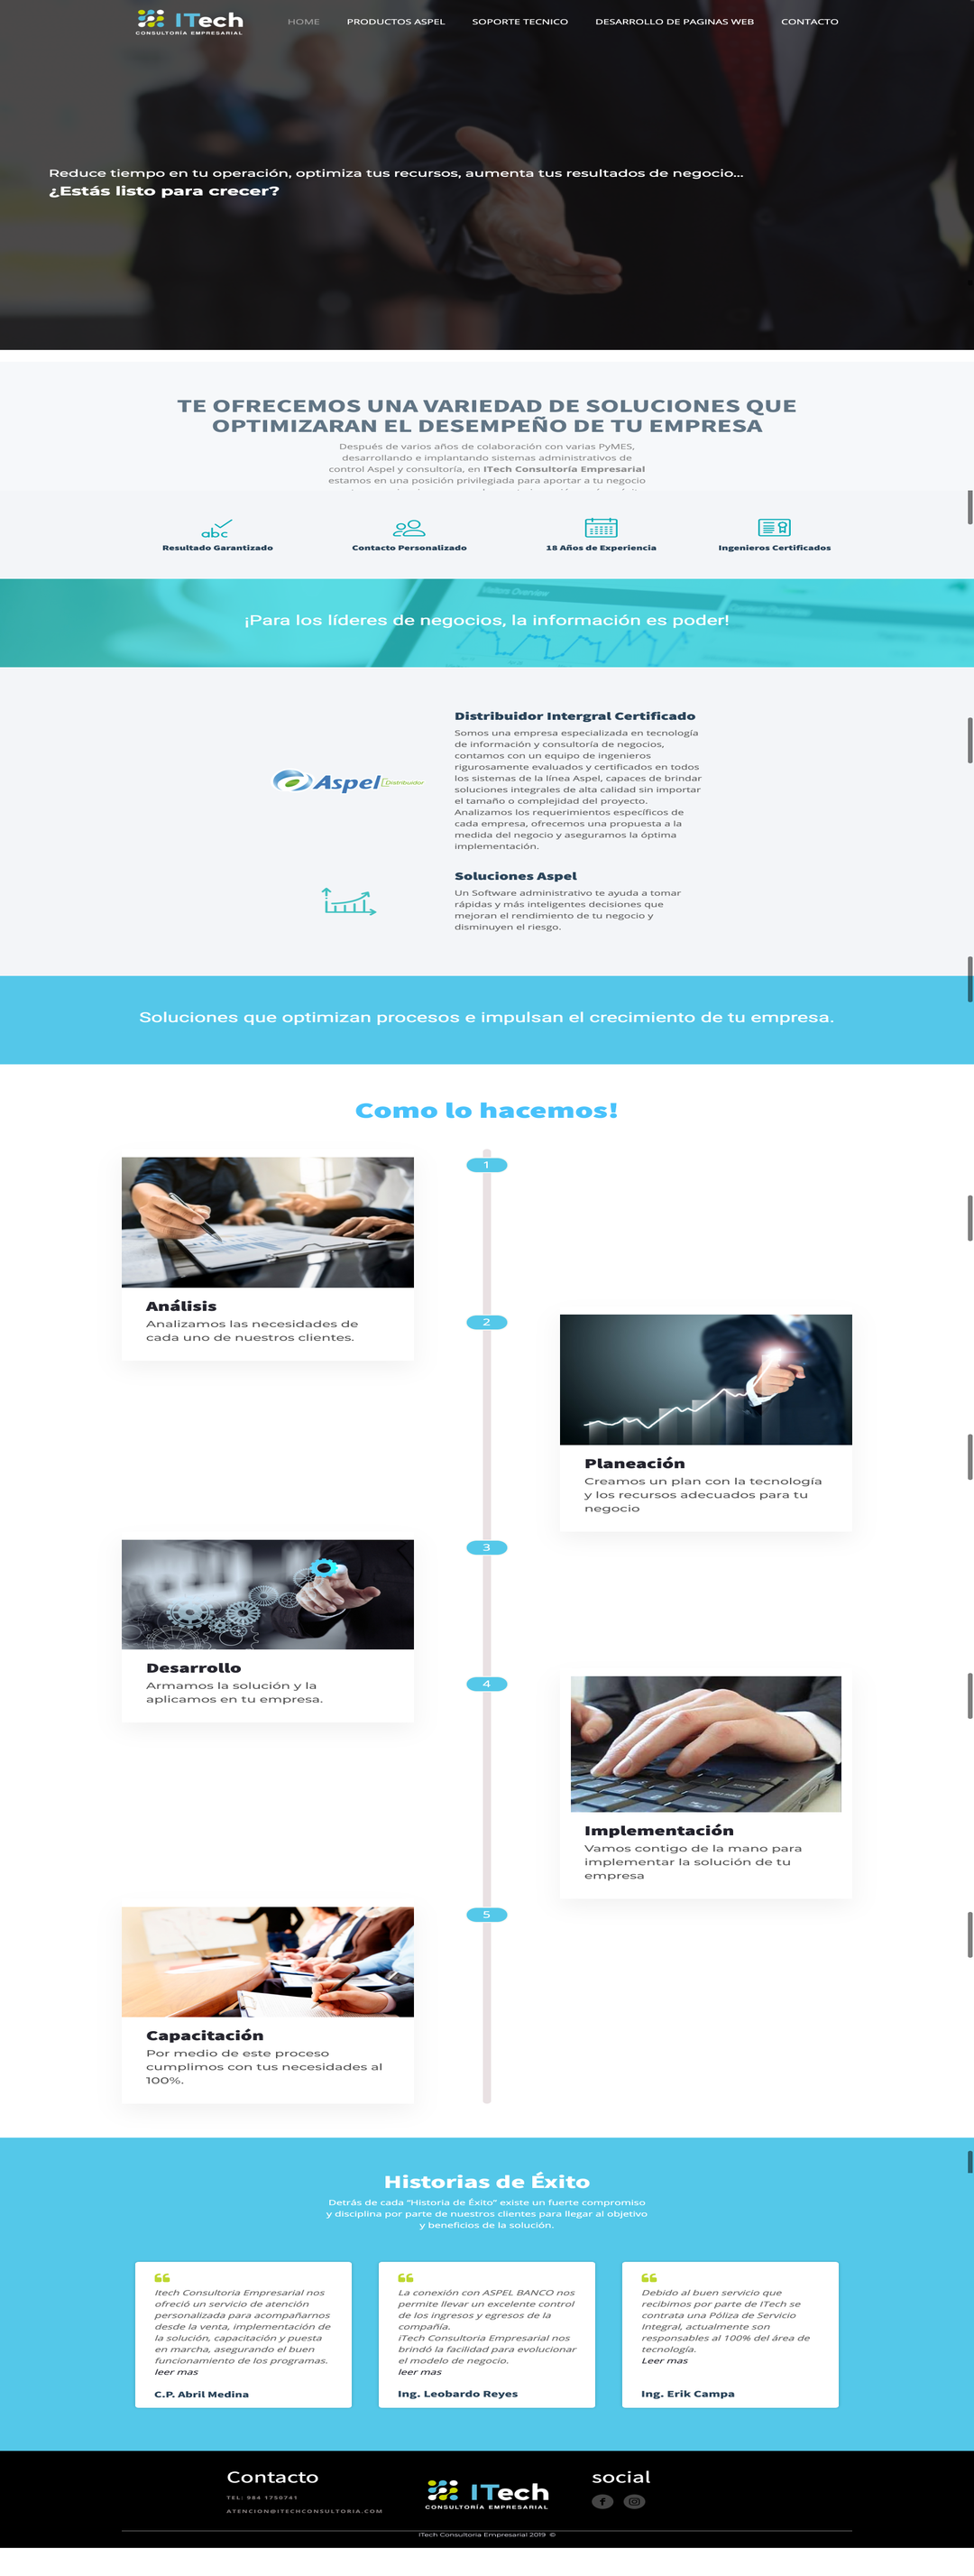 ITech
CONSULTORÍA EMPRESARIAL
HOME PRODUCTOS ASPEL SOPORTE TECNICO DESARROLLO DE PAGINAS WEB CONTACTO
Reduce tiempo en tu operación, optimiza tus recursos, aumenta tus resultados de negocio...
¿Estás listo para crecer?
TE OFRECEMOS UNA VARIEDAD DE SOLUCIONES QUE
OPTIMIZARAN EL DESEMPEÑO DE TU EMPRESA
Después de varios años de colaboración con varias PyMES,
desarrollando e implantando sistemas administrativos de
control Aspel y consultoría, en ITech Consultoría Empresarial
estamos en una posición privilegiada para aportar a tu negocio
abc
Resultado Garantizado
Contacto Personalizado
18 Años de Experiencia
Ingenieros Certificados
Visitors Overview
¡Para los líderes de negocios, la información es poder!
Distribuidor Intergral Certificado
Somos una empresa especializada en tecnología
de información y consultoría de negocios,
contamos con un equipo de ingenieros
rigurosamente evaluados y certificados en todos
los sistemas de la línea Aspel, capaces de brindar
soluciones integrales de alta calidad sin importar
el tamaño o complejidad del proyecto.
Analizamos los requerimientos específicos de
cada empresa, ofrecemos una propuesta a la
medida del negocio y aseguramos la óptima
implementación.
Aspel Distribuidor
Soluciones Aspel
Un Software administrativo te ayuda a tomar
rápidas y más inteligentes decisiones que
mejoran el rendimiento de tu negocio y
disminuyen el riesgo.
Soluciones que optimizan procesos e impulsan el crecimiento de tu empresa.
Como lo hacemos!
1
Análisis
Analizamos las necesidades de
cada uno de nuestros clientes.
2
Planeación
Creamos un plan con la tecnología
y los recursos adecuados para tu
negocio
3
Desarrollo
Armamos la solución y la
aplicamos en tu empresa.
4
Implementación
Vamos contigo de la mano para
implementar la solución de tu
empresa
5
Capacitación
Por medio de este proceso
cumplimos con tus necesidades al
100%.
Historias de Éxito
Detrás de cada "Historia de Éxito" existe un fuerte compromiso
y disciplina por parte de nuestros clientes para llegar al objetivo
y beneficios de la solución.
Itech Consultoria Empresarial nos
ofreció un servicio de atención
personalizada para acompañarnos
desde la venta, implementación de
la solución, capacitación y puesta
en marcha, asegurando el buen
funcionamiento de los programas.
leer mas
C.P. Abril Medina
La conexión con ASPEL BANCO nos
permite llevar un excelente control
de los ingresos y egresos de la
compañía.
iTech Consultoria Empresarial nos
brindó la facilidad para evolucionar
el modelo de negocio.
leer mas
Ing. Leobardo Reyes
Debido al buen servicio que
recibimos por parte de ITech se
contrata una Póliza de Servicio
Integral, actualmente son
responsables al 100% del área de
tecnología.
Leer mas
Ing. Erik Campa
Contacto
TEL: 984 1750741
ATENCION@ITECHCONSULTORIA.COM
ITech
CONSULTORÍA EMPRESARIAL
social
ITech Consultoria Empresarial 2019 ©